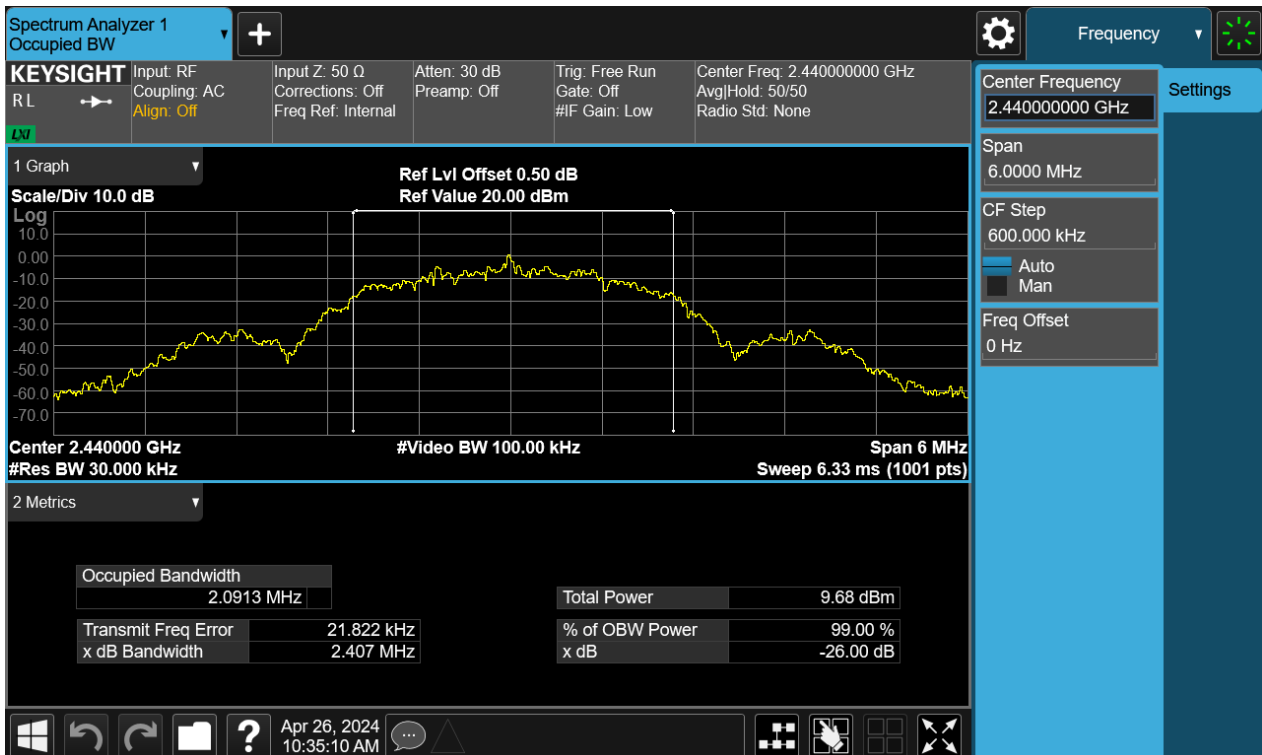 Spectrum Analyzer 1
Occupied BW
+
Frequency
KEYSIGHT
R L
LXI
Input: RF
Coupling: AC
Align: Off
Input Z: 50 Ω
Corrections: Off
Freq Ref: Internal
Atten: 30 dB
Preamp: Off
Trig: Free Run
Gate: Off
#IF Gain: Low
Center Freq: 2.440000000 GHz
Avg|Hold: 50/50
Radio Std: None
Center Frequency
2.440000000 GHz
Settings
Span
6.0000 MHz
CF Step
600.000 kHz
Auto
Man
Freq Offset
0 Hz
1 Graph
Scale/Div 10.0 dB
Ref Lvl Offset 0.50 dB
Ref Value 20.00 dBm
Log
10.0
0.00
-10.0
-20.0
-30.0
-40.0
-50.0
-60.0
-70.0
Center 2.440000 GHz
#Video BW 100.00 kHz
Span 6 MHz
#Res BW 30.000 kHz
Sweep 6.33 ms (1001 pts)
2 Metrics
Occupied Bandwidth
2.0913 MHz
Total Power 9.68 dBm
Transmit Freq Error 21.822 kHz
% of OBW Power 99.00 %
x dB Bandwidth 2.407 MHz
x dB -26.00 dB
?
Apr 26, 2024
10:35:10 AM